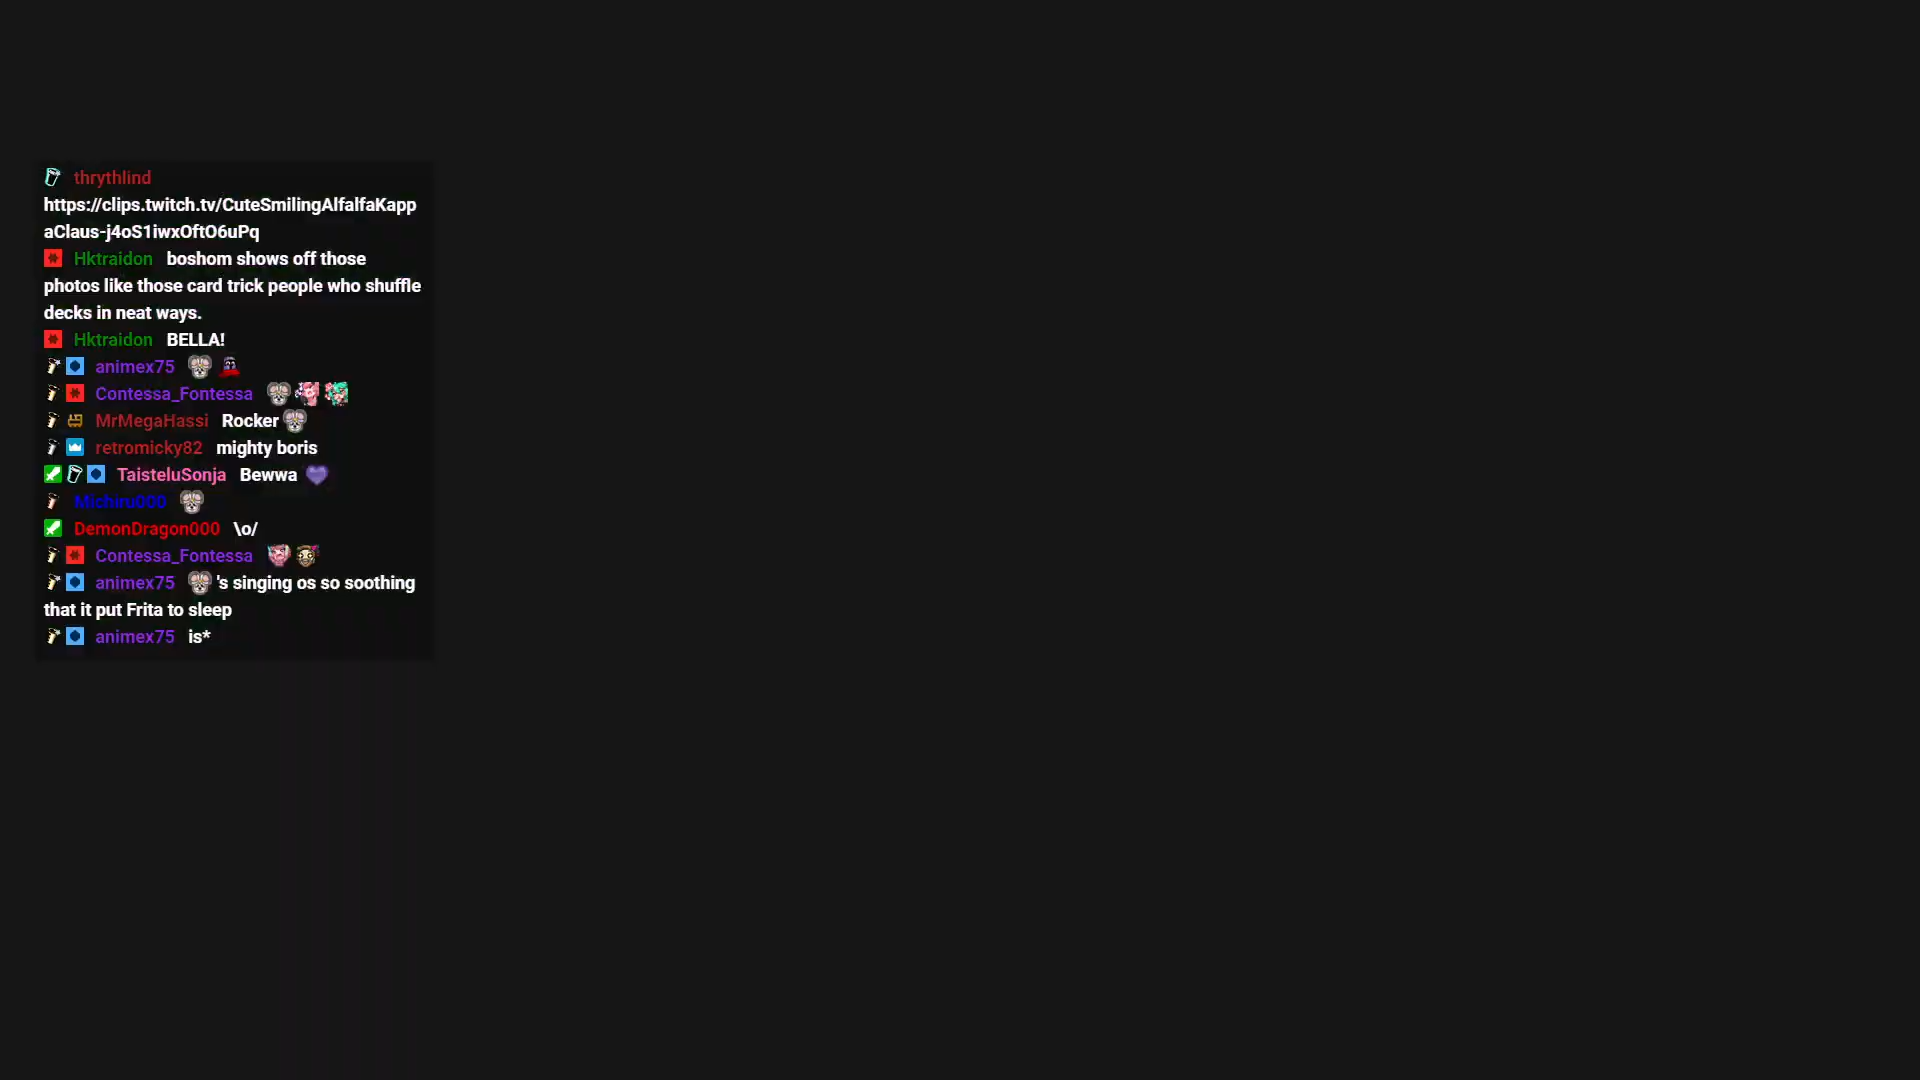 thrythlind
https://clips.twitch.tv/CuteSmilingAlfalfaKapp
aClaus-j4oS1iwxOftO6uPq
Hktraidon boshom shows off those
photos like those card trick people who shuffle
decks in neat ways.
Hktraidon BELLA!
animex75
Contessa_Fontessa
MrMegaHassi Rocker
retromicky82 mighty boris
TaisteluSonja Bewwa
Michiru000
DemonDragon000 \o/
Contessa_Fontessa
animex75 's singing os so soothing
that it put Frita to sleep
animex75 is*